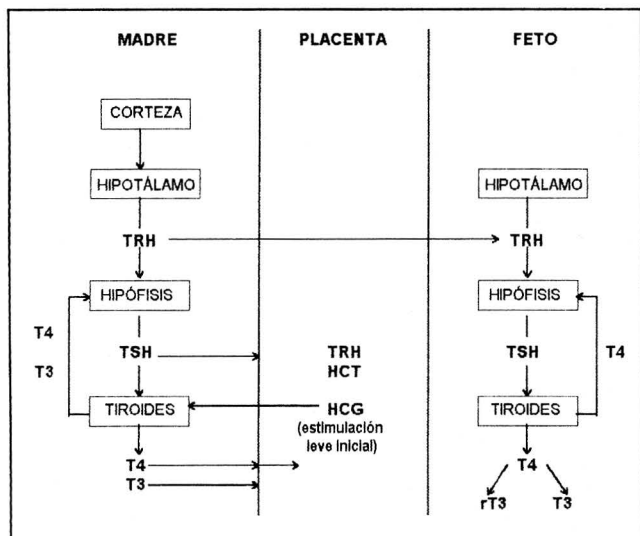 MADRE
PLACENTA
FETO
CORTEZA
HIPOTÁLAMO
HIPOTÁLAMO
TRH
TRH
HIPÓFISIS
HIPÓFISIS
T4
T3
TSH
TRH
HCT
TSH
T4
TIROIDES
HCG
(estimulación
leve inicial)
TIROIDES
T4
T3
T4
rT3
T3